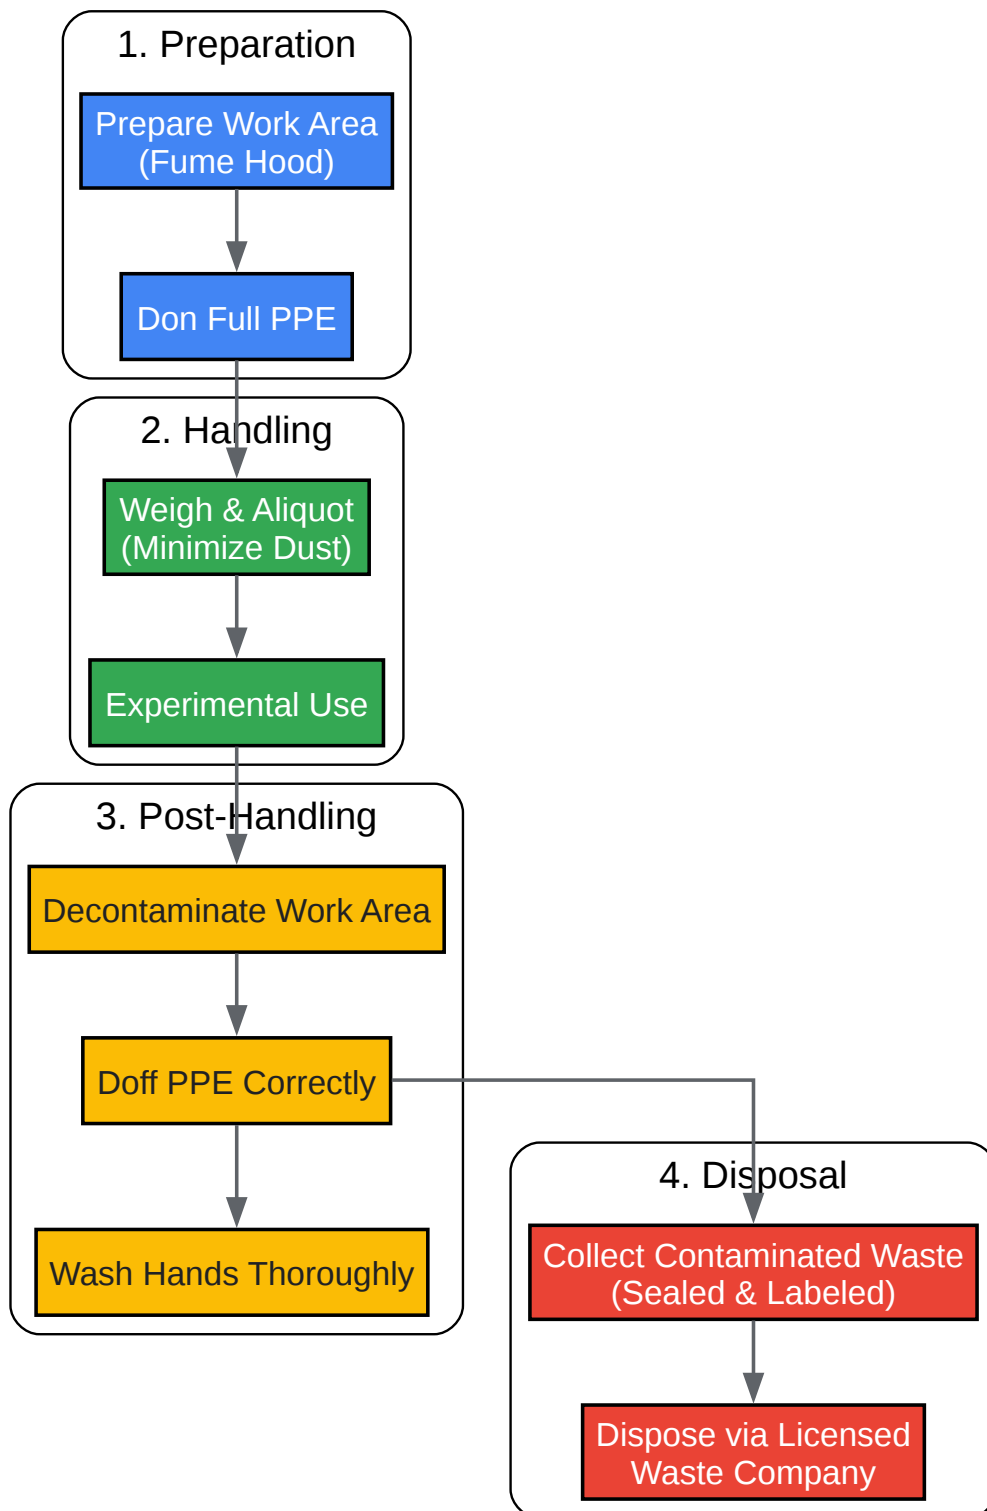 1. Preparation
Prepare Work Area
(Fume Hood)
Don Full PPE
2. Handling
Weigh & Aliquot
(Minimize Dust)
Experimental Use
3. Post-Handling
Decontaminate Work Area
Doff PPE Correctly
Wash Hands Thoroughly
4. Disposal
Collect Contaminated Waste
(Sealed & Labeled)
Dispose via Licensed
Waste Company